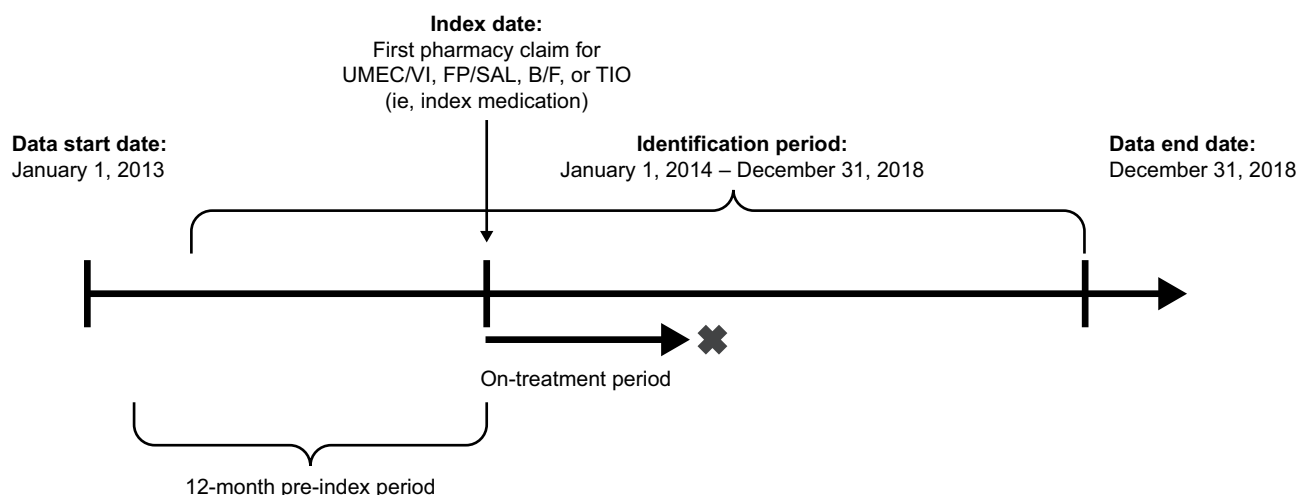 Index date:
First pharmacy claim for
UMEC/VI, FP/SAL, B/F, or TIO
(ie, index medication)
Data start date:
January 1, 2013
Identification period:
January 1, 2014 – December 31, 2018
Data end date:
December 31, 2018
On-treatment period
12-month pre-index period